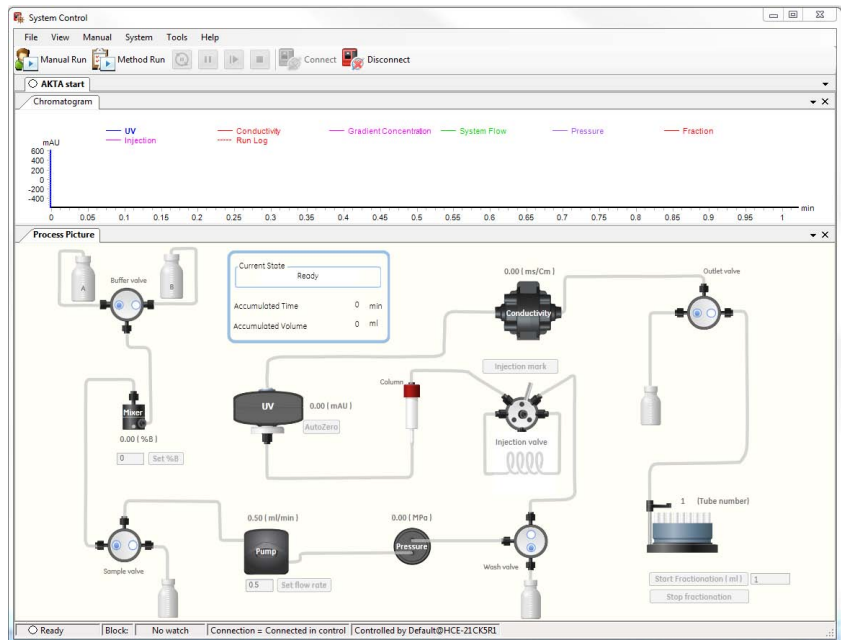 System Control
File View Manual System Tools Help
Manual Run Method Run Connect Disconnect
AKTA start
Chromatogram
UV Conductivity Gradient Concentration System Flow Pressure Fraction
Injection Run Log
mAU
600
400
200
0
-200
-400
min
0 0.05 0.1 0.15 0.2 0.25 0.3 0.35 0.4 0.45 0.5 0.55 0.6 0.65 0.7 0.75 0.8 0.85 0.9 0.95 1
Process Picture
A
Buffer valve
B
Current State
Ready
Accumulated Time 0 min
Accumulated Volume 0 ml
0.00 ( ms/Cm )
Conductivity
Outlet valve
Injection mark
Column
UV
0.00 ( mAU )
AutoZero
Injection valve
Mixer
0.00 ( %B )
0 Set %B
1 (Tube number)
0.50 ( ml/min )
Pump
0.5 Set flow rate
0.00 ( MPa )
Pressure
Sample valve
Wash valve
Start Fractionation ( ml ) 1
Stop fractionation
Ready Block: No watch Connection = Connected in control Controlled by Default@HCE-21CK5R1